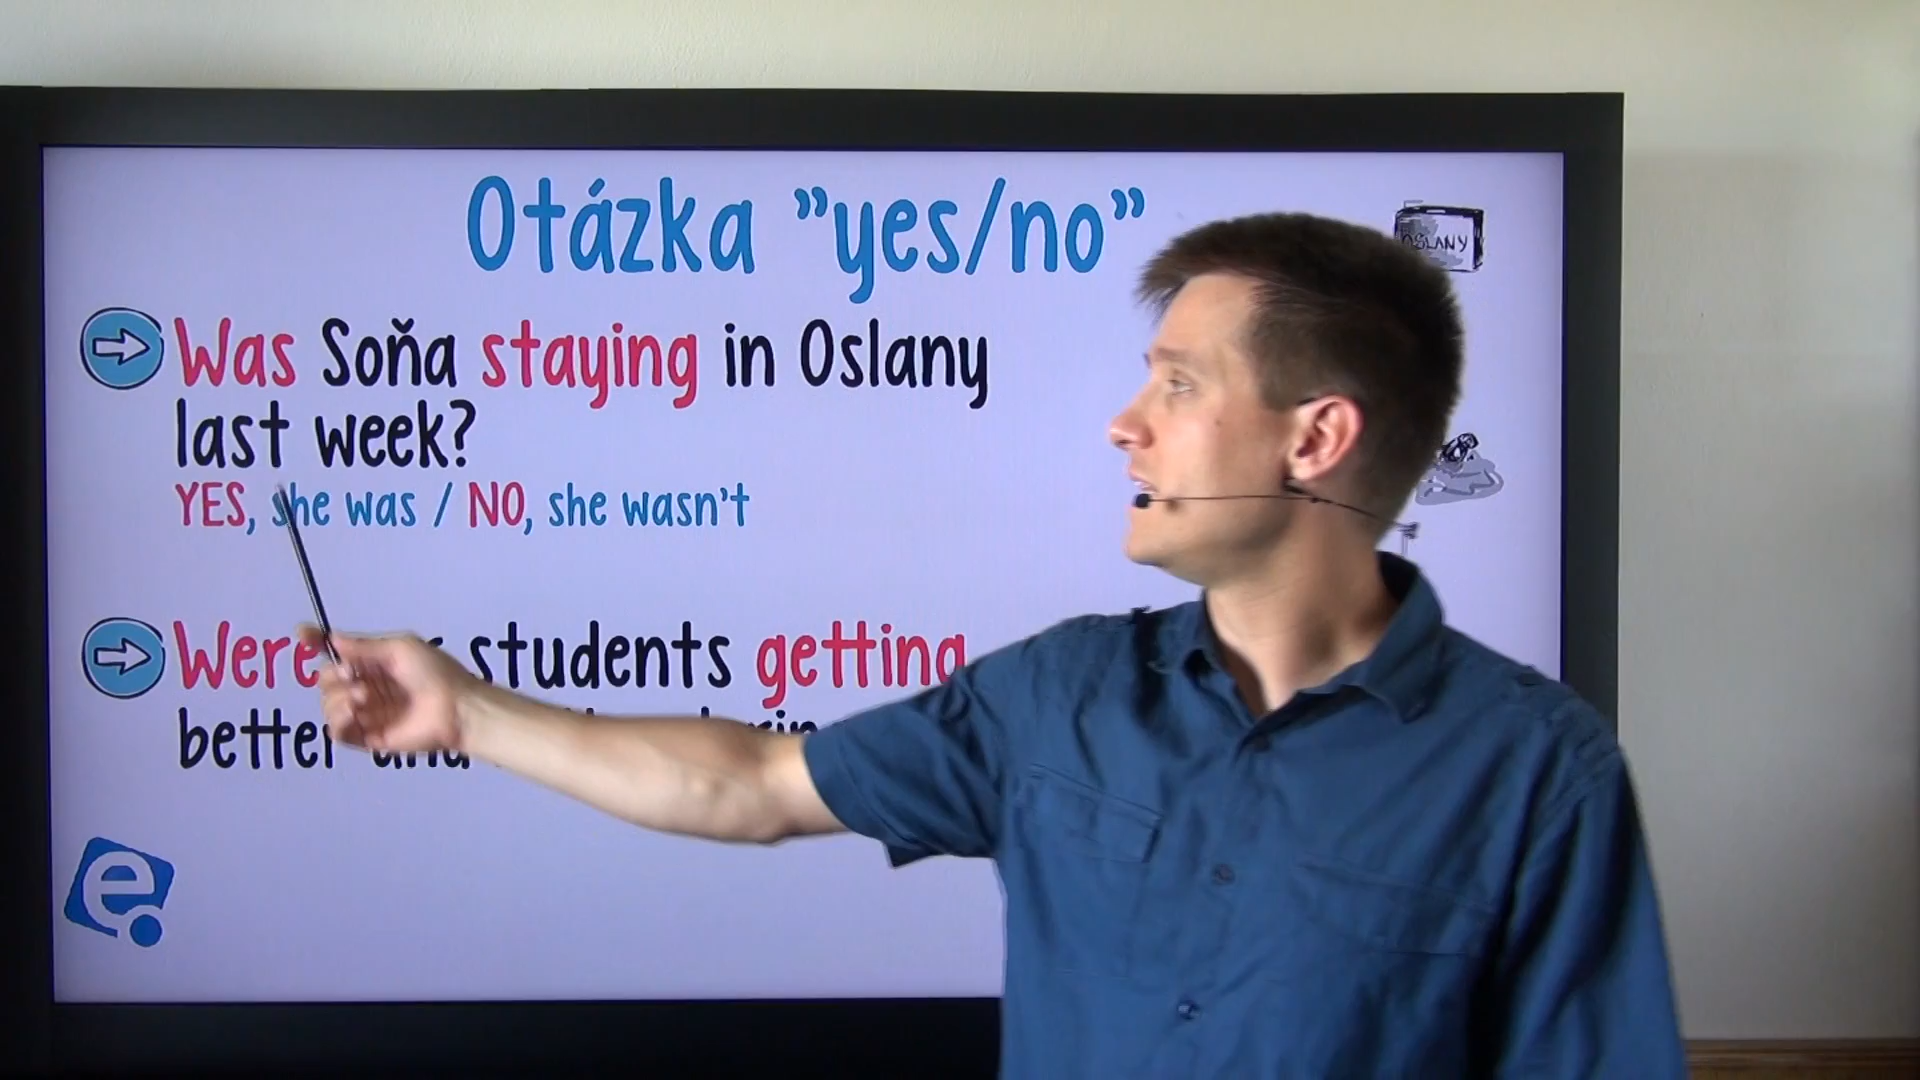 Otázka ”yes/no”
OSLANY
Was Soňa staying in Oslany
last week?
YES, she was / NO, she wasn't
Were students getting
better and
e